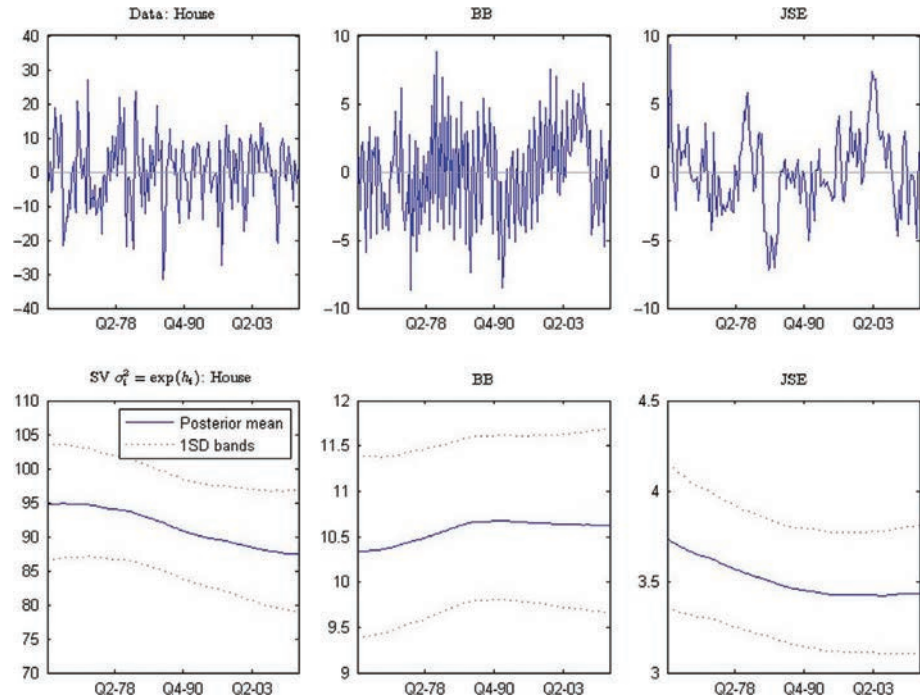 Data: House
BB
JSE
40
30
20
10
0
−10
−20
−30
−40
10
5
0
−5
−10
10
5
0
−5
−10
Q2-78 Q4-90 Q2-03
Q2-78 Q4-90 Q2-03
Q2-78 Q4-90 Q2-03
SV σ²ₜ = exp(hₜ): House
BB
JSE
110
105
100
95
90
85
80
75
70
Posterior mean
1SD bands
12
11.5
11
10.5
10
9.5
9
4.5
4
3.5
3
Q2-78 Q4-90 Q2-03
Q2-78 Q4-90 Q2-03
Q2-78 Q4-90 Q2-03